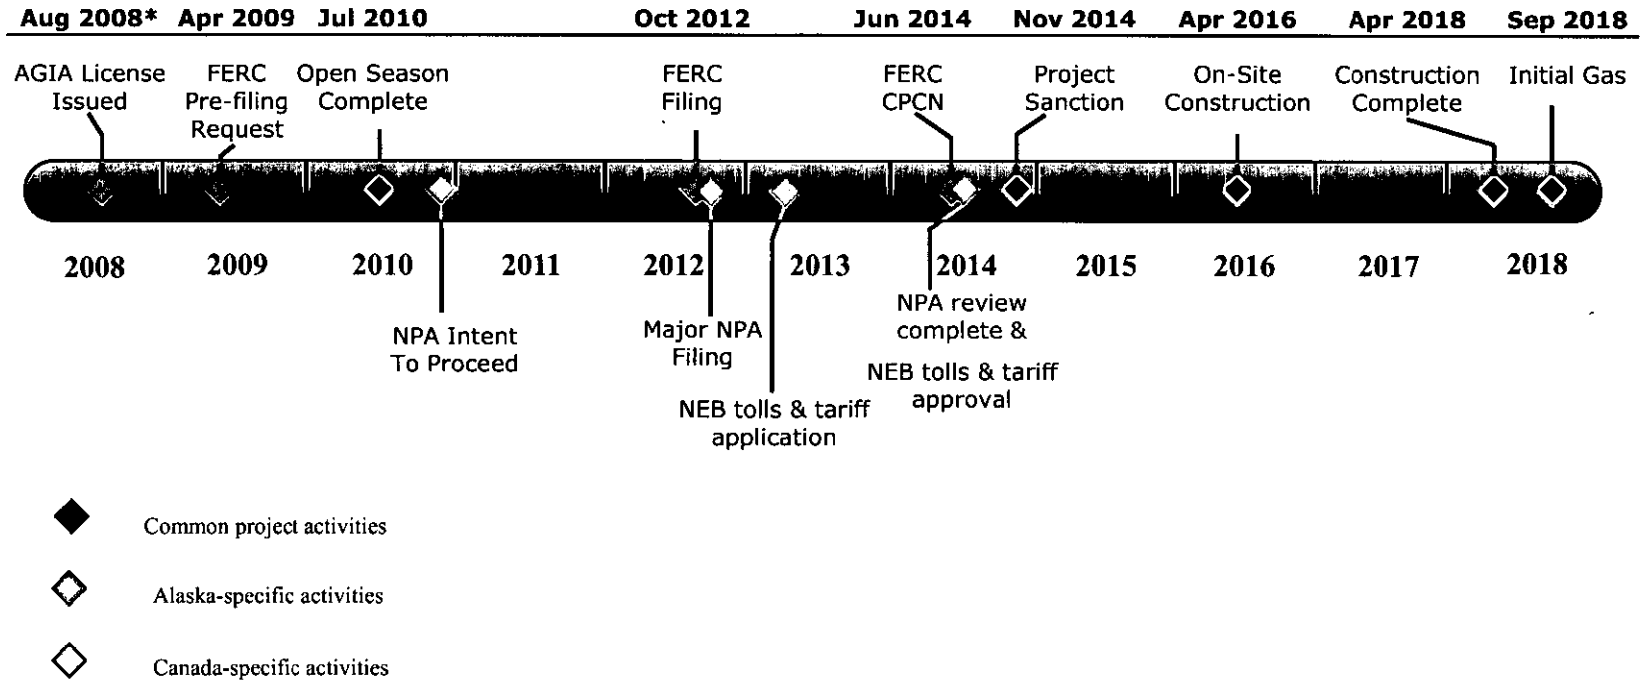 Aug 2008* Apr 2009 Jul 2010 Oct 2012 Jun 2014 Nov 2014 Apr 2016 Apr 2018 Sep 2018
AGIA License
Issued
FERC
Pre-filing
Request
Open Season
Complete
FERC
Filing
FERC
CPCN
Project
Sanction
On-Site
Construction
Construction
Complete
Initial Gas
2008 2009 2010 2011 2012 2013 2014 2015 2016 2017 2018
NPA Intent
To Proceed
Major NPA
Filing
NEB tolls & tariff
application
NPA review
complete &
NEB tolls & tariff
approval
Common project activities
Alaska-specific activities
Canada-specific activities